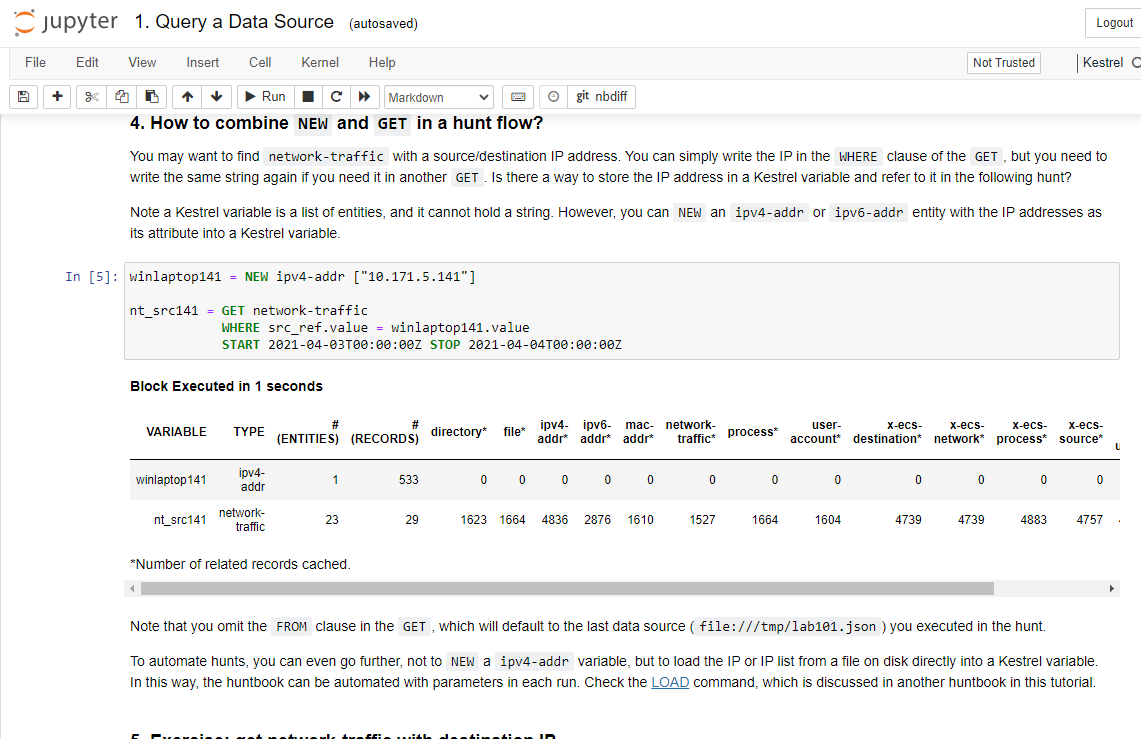 jupyter 1. Query a Data Source (autosaved)
Logout
File Edit View Insert Cell Kernel Help Not Trusted Kestrel
Run Markdown git nbdiff
4. How to combine NEW and GET in a hunt flow?
You may want to find network-traffic with a source/destination IP address. You can simply write the IP in the WHERE clause of the GET , but you need to
write the same string again if you need it in another GET . Is there a way to store the IP address in a Kestrel variable and refer to it in the following hunt?
Note a Kestrel variable is a list of entities, and it cannot hold a string. However, you can NEW an ipv4-addr or ipv6-addr entity with the IP addresses as
its attribute into a Kestrel variable.
In [5]: winlaptop141 = NEW ipv4-addr ["10.171.5.141"]
nt_src141 = GET network-traffic
WHERE src_ref.value = winlaptop141.value
START 2021-04-03T00:00:00Z STOP 2021-04-04T00:00:00Z
Block Executed in 1 seconds
VARIABLE TYPE # (ENTITIES) # (RECORDS) directory* file* ipv4-addr* ipv6-addr* mac-addr* network-traffic* process* user-account* x-ecs-destination* x-ecs-network* x-ecs-process* x-ecs-source*
winlaptop141 ipv4-addr 1 533 0 0 0 0 0 0 0 0 0 0 0 0
nt_src141 network-traffic 23 29 1623 1664 4836 2876 1610 1527 1664 1604 4739 4739 4883 4757
*Number of related records cached.
Note that you omit the FROM clause in the GET , which will default to the last data source ( file:///tmp/lab101.json ) you executed in the hunt.
To automate hunts, you can even go further, not to NEW a ipv4-addr variable, but to load the IP or IP list from a file on disk directly into a Kestrel variable.
In this way, the huntbook can be automated with parameters in each run. Check the LOAD command, which is discussed in another huntbook in this tutorial.
5. Exercise: get network-traffic with destination IP